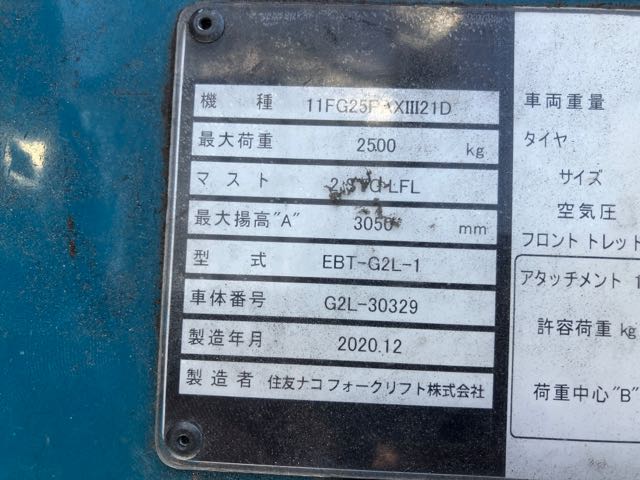 機種 11FG25PAXIII21D
最大荷重 2500 kg
マスト LFL
最大揚高"A" 3050 mm
型式 EBT-G2L-1
車体番号 G2L-30329
製造年月 2020.12
製造者 住友ナコ フォークリフト株式会社
車両重量
タイヤ
サイズ
空気圧
フロントトレッド
アタッチメント 1
許容荷重 kg
荷重中心"B"